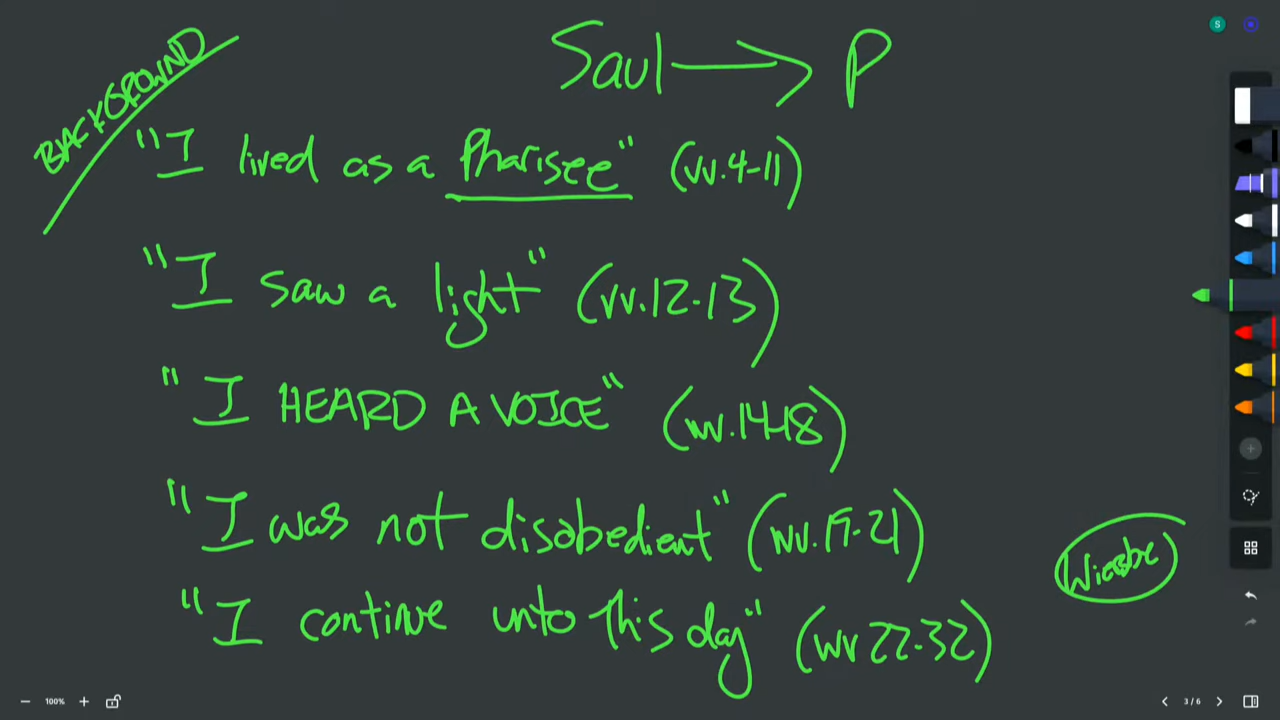 BACKGROUND
Saul → P
"I lived as a Pharisee" (vv.4-11)
"I saw a light" (vv.12-13)
"I HEARD A VOICE" (vv.14-18)
"I was not disobedient" (vv.19-21)
"I continue unto this day" (vv 22-32)
Wiersbe
S
100%
3 / 6